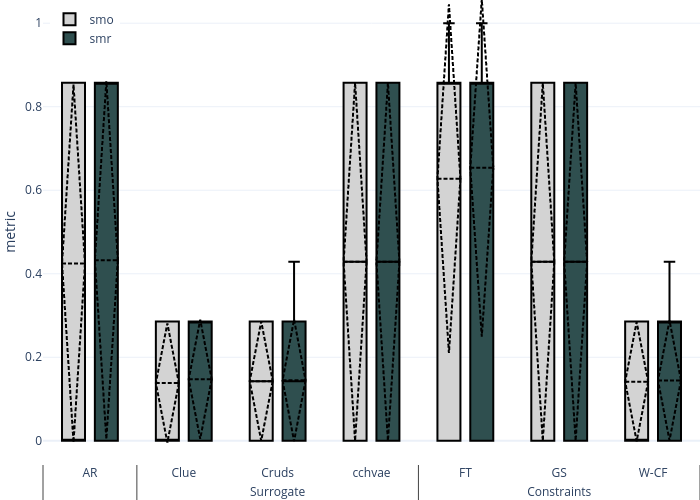 1
smo
smr
0.8
0.6
metric
0.4
0.2
0
AR
Clue
Cruds
cchvae
FT
GS
W-CF
Surrogate
Constraints